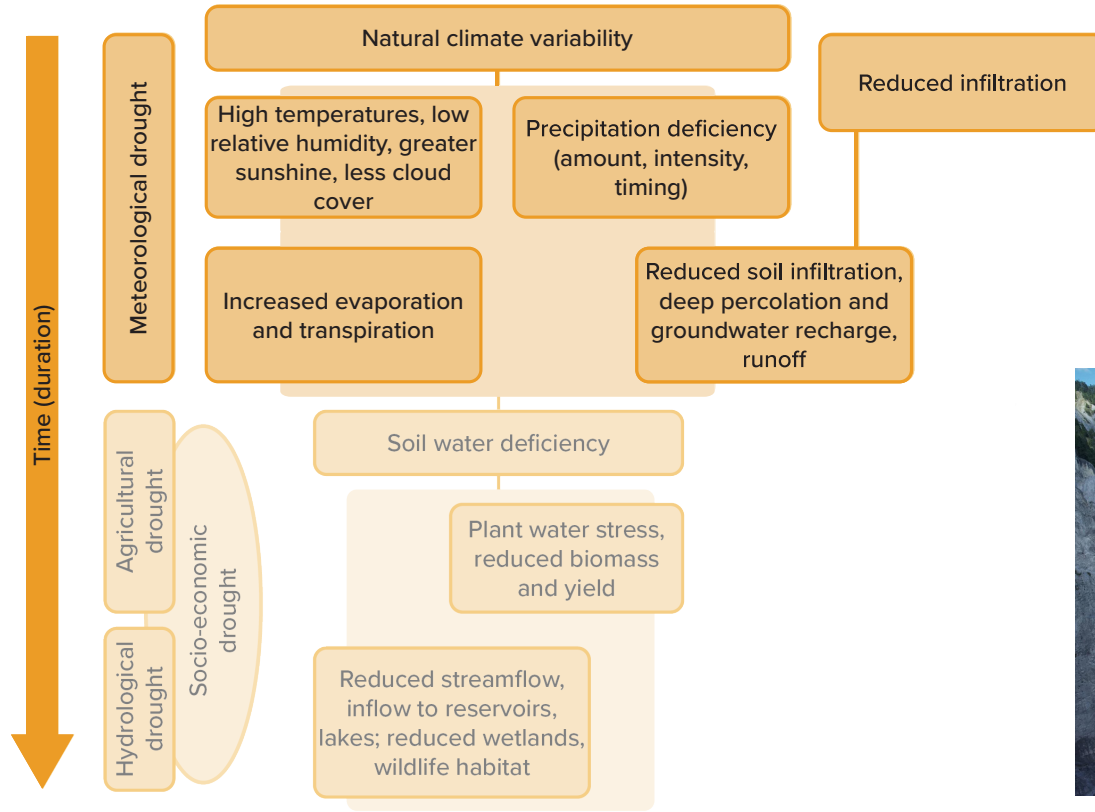 Time (duration)
Meteorological drought
Natural climate variability
Reduced infiltration
High temperatures, low
relative humidity, greater
sunshine, less cloud
cover
Precipitation deficiency
(amount, intensity,
timing)
Increased evaporation
and transpiration
Reduced soil infiltration,
deep percolation and
groundwater recharge,
runoff
Agricultural
drought
Socio-economic
drought
Hydrological
drought
Soil water deficiency
Plant water stress,
reduced biomass
and yield
Reduced streamflow,
inflow to reservoirs,
lakes; reduced wetlands,
wildlife habitat